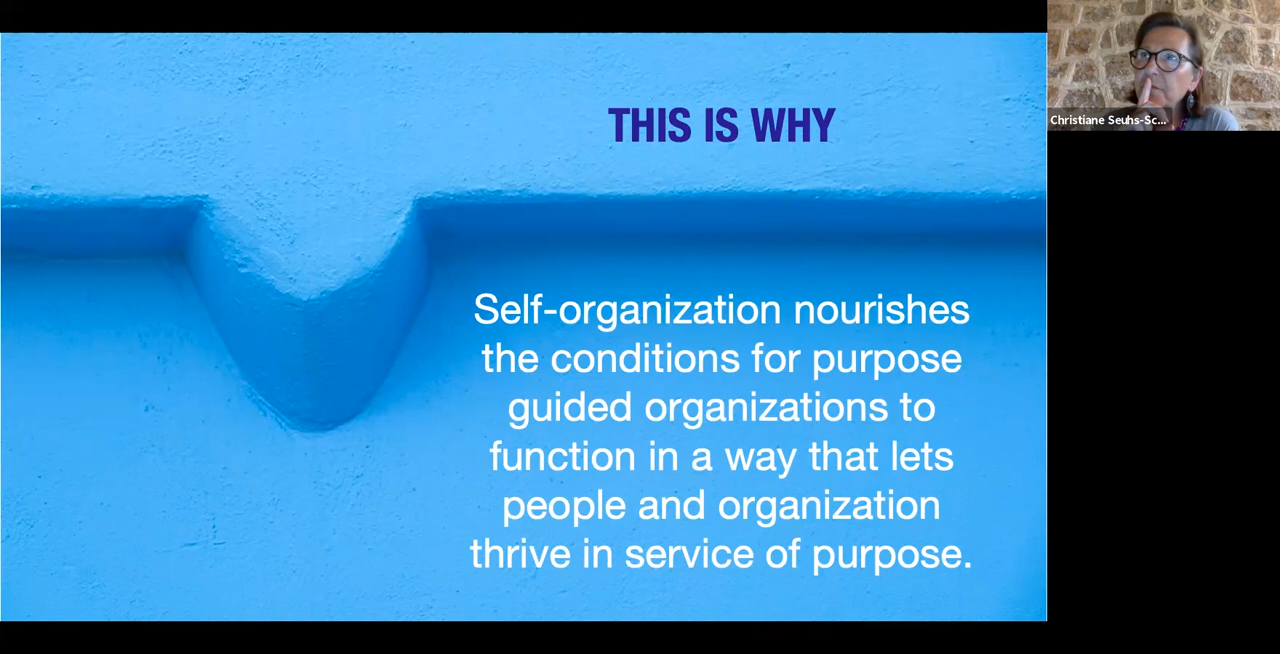 THIS IS WHY
Self-organization nourishes
the conditions for purpose
guided organizations to
function in a way that lets
people and organization
thrive in service of purpose.
Christiane Seuhs-Sc...